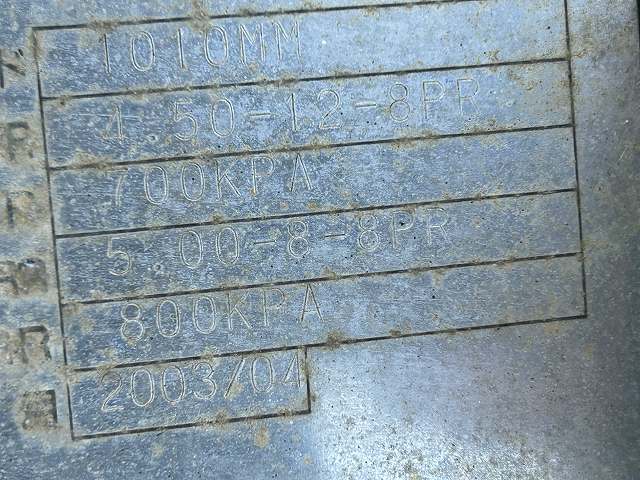 1010MM
4.50-12-8PR
R
700KPA
5.00-8-8PR
800KPA
R
2003/04